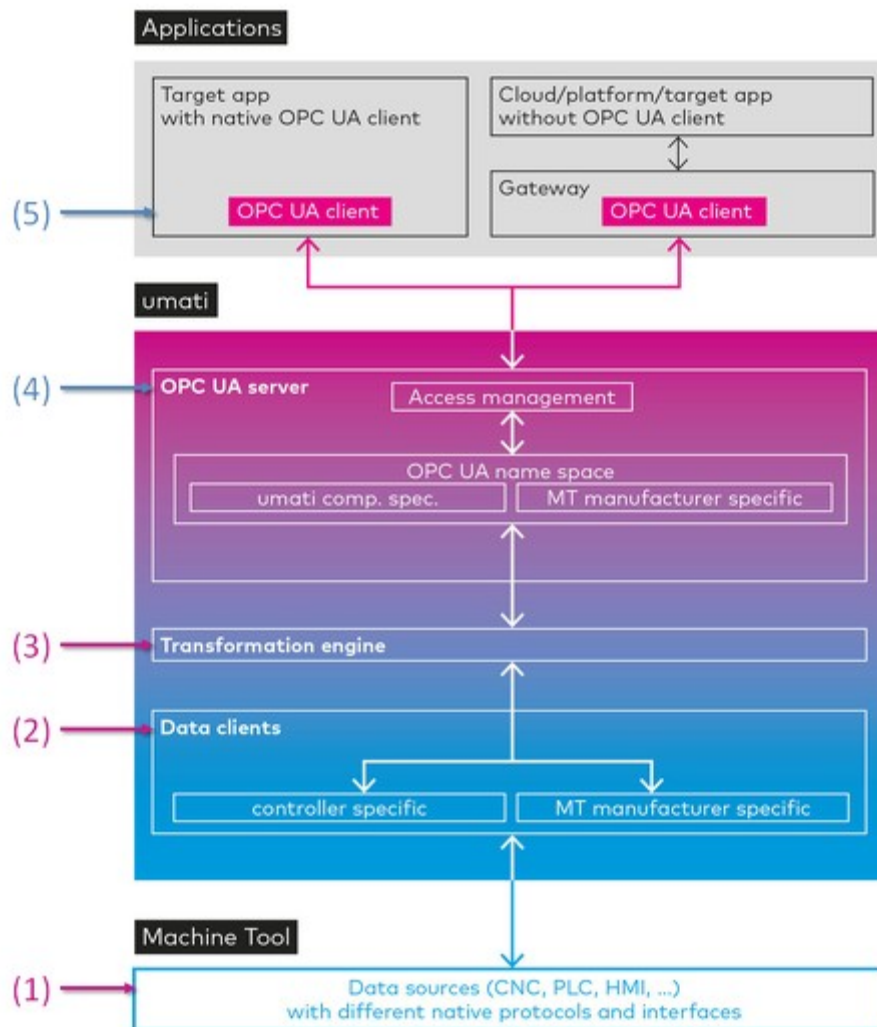 Applications
Target app
with native OPC UA client
Cloud/platform/target app
without OPC UA client
Gateway
(5)
OPC UA client
OPC UA client
umati
(4)
OPC UA server
Access management
OPC UA name space
umati comp. spec.
MT manufacturer specific
(3)
Transformation engine
(2)
Data clients
controller specific
MT manufacturer specific
Machine Tool
(1)
Data sources (CNC, PLC, HMI, ...)
with different native protocols and interfaces